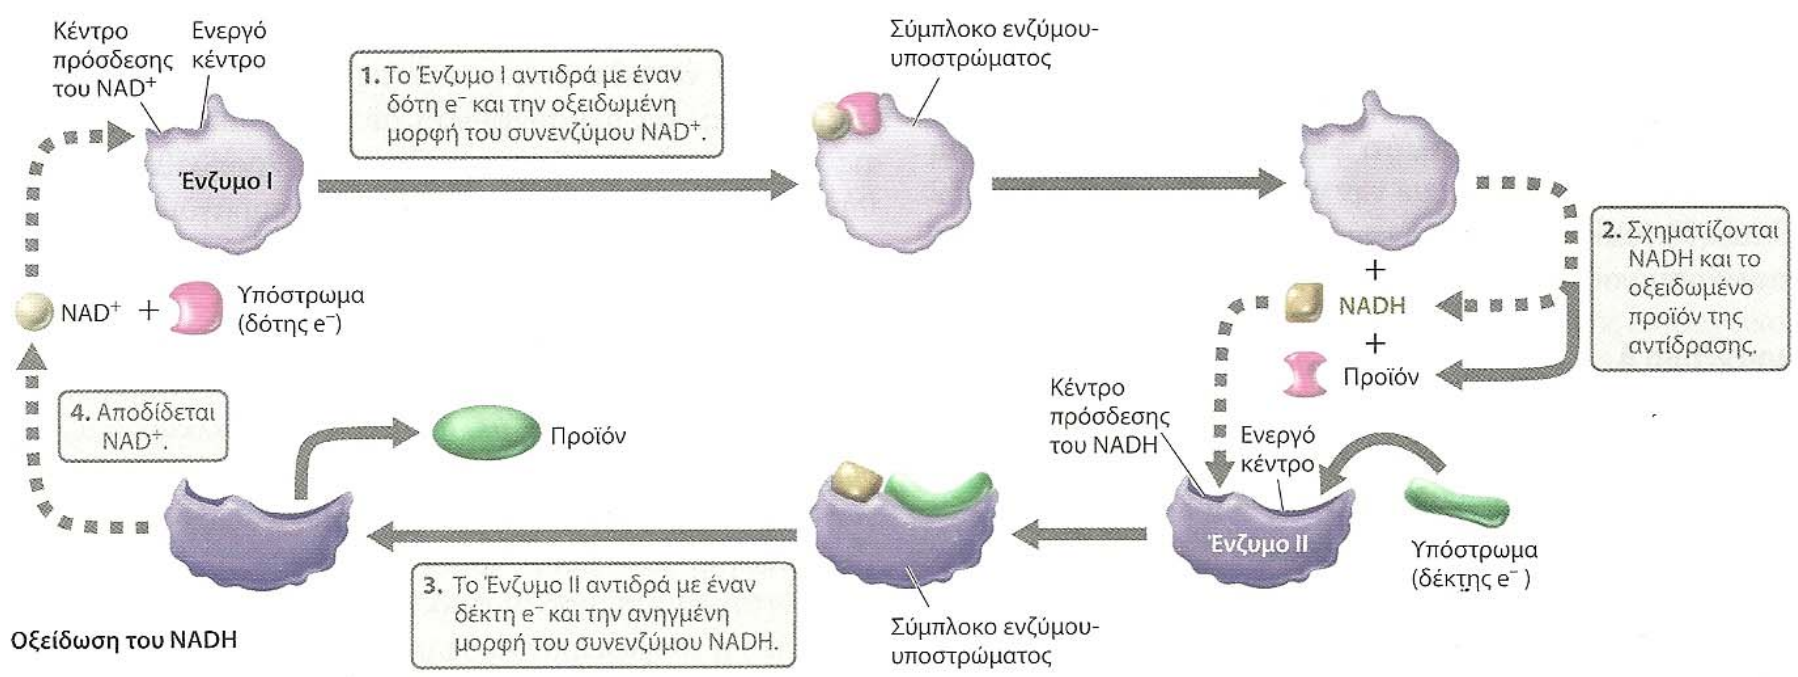 Κέντρο
πρόσδεσης
του NAD⁺
Ενεργό
κέντρο
1. Το Ένζυμο Ι αντιδρά με έναν
δότη e⁻ και την οξειδωμένη
μορφή του συνενζύμου NAD⁺.
Σύμπλοκο ενζύμου-
υποστρώματος
Ένζυμο Ι
2. Σχηματίζονται
NADH και το
οξειδωμένο
προϊόν της
αντίδρασης.
NAD⁺ +
Υπόστρωμα
(δότης e⁻)
+
NADH
+
Προϊόν
4. Αποδίδεται
NAD⁺.
Προϊόν
Κέντρο
πρόσδεσης
του NADH
Ενεργό
κέντρο
Ένζυμο ΙΙ
Υπόστρωμα
(δέκτης e⁻ )
3. Το Ένζυμο ΙΙ αντιδρά με έναν
δέκτη e⁻ και την ανηγμένη
μορφή του συνενζύμου NADH.
Σύμπλοκο ενζύμου-
υποστρώματος
Οξείδωση του NADH